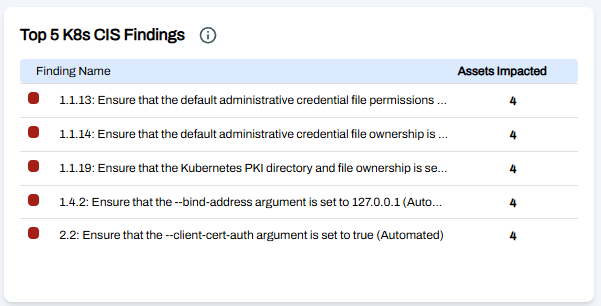 Top 5 K8s CIS Findings
Finding Name Assets Impacted
1.1.13: Ensure that the default administrative credential file permissions ... 4
1.1.14: Ensure that the default administrative credential file ownership is ... 4
1.1.19: Ensure that the Kubernetes PKI directory and file ownership is se... 4
1.4.2: Ensure that the --bind-address argument is set to 127.0.0.1 (Auto... 4
2.2: Ensure that the --client-cert-auth argument is set to true (Automated) 4